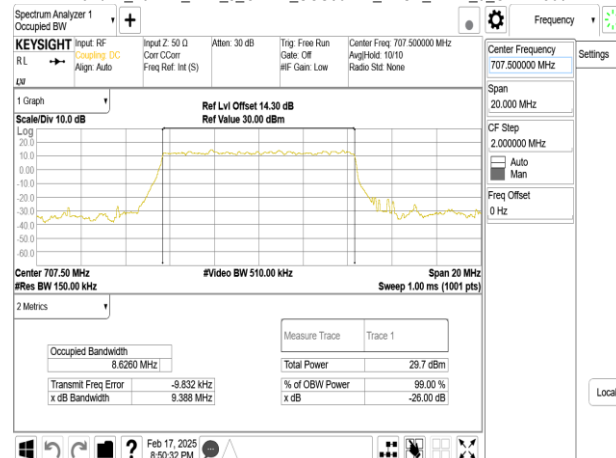 Spectrum Analyzer 1
Occupied BW
Frequency
Settings
KEYSIGHT
RL
Align: Auto
Input: RF
Coupling: DC
Input Z: 50 Ω
Corr CCorr
Freq Ref: Int (S)
Atten: 30 dB
Trig: Free Run
Gate: Off
#IF Gain: Low
Center Freq: 707.500000 MHz
Avg|Hold: 10/10
Radio Std: None
Center Frequency
707.500000 MHz
Span
20.000 MHz
CF Step
2.000000 MHz
Auto
Man
Freq Offset
0 Hz
Local
1 Graph
Scale/Div 10.0 dB
Ref Lvl Offset 14.30 dB
Ref Value 30.00 dBm
Log
20.0
10.0
0.00
-10.0
-20.0
-30.0
-40.0
-50.0
-60.0
Center 707.50 MHz
#Video BW 510.00 kHz
Span 20 MHz
#Res BW 150.00 kHz
Sweep 1.00 ms (1001 pts)
2 Metrics
Measure Trace
Trace 1
Occupied Bandwidth
8.6260 MHz
Total Power
29.7 dBm
Transmit Freq Error
-9.832 kHz
% of OBW Power
99.00 %
x dB Bandwidth
9.388 MHz
x dB
-26.00 dB
?
Feb 17, 2025
8:50:32 PM